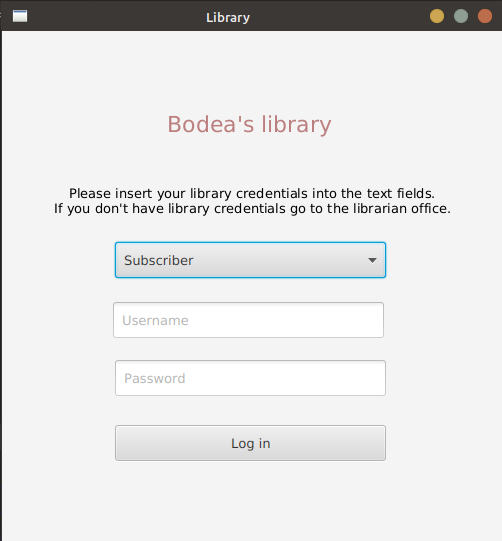 Library
Bodea's library
Please insert your library credentials into the text fields.
If you don't have library credentials go to the librarian office.
Subscriber
Username
Password
Log in